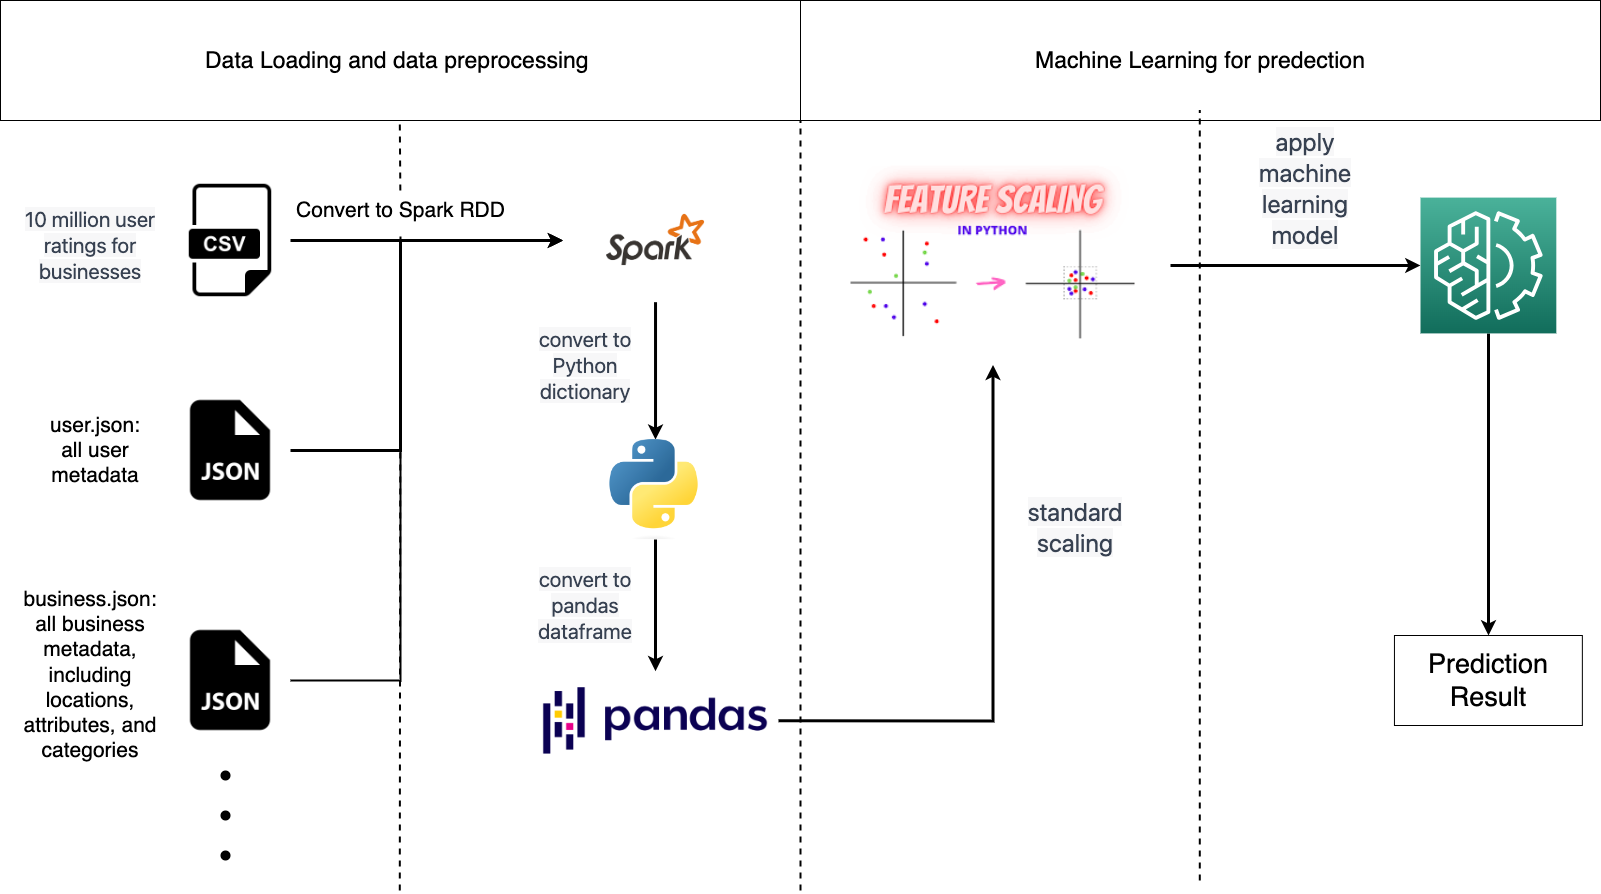 Data Loading and data preprocessing
Machine Learning for predection
10 million user
ratings for
businesses
CSV
Convert to Spark RDD
Spark
convert to
Python
dictionary
user.json:
all user
metadata
JSON
convert to
pandas
dataframe
business.json:
all business
metadata,
including
locations,
attributes, and
categories
JSON
pandas
FEATURE SCALING
IN PYTHON
standard
scaling
apply
machine
learning
model
Prediction
Result